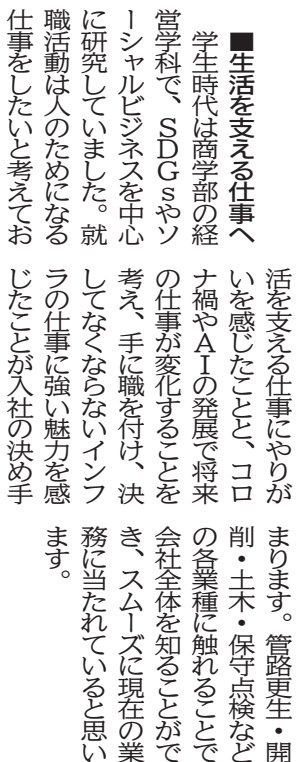 ■生活を支える仕事へ
　学生時代は商学部の経
営学科で、SDGsやソ
ーシャルビジネスを中心
に研究していました。就
職活動は人のためになる
仕事をしたいと考えてお
活を支える仕事にやりが
いを感じたことと、コロ
ナ禍やAIの発展で将来
の仕事が変化することを
考え、手に職を付け、決
してなくならないインフ
ラの仕事に強い魅力を感
じたことが入社の決め手
まります。管路更生・開
削・土木・保守点検など
の各業種に触れることで
会社全体を知ることがで
き、スムーズに現在の業
務に当たれていると思い
ます。